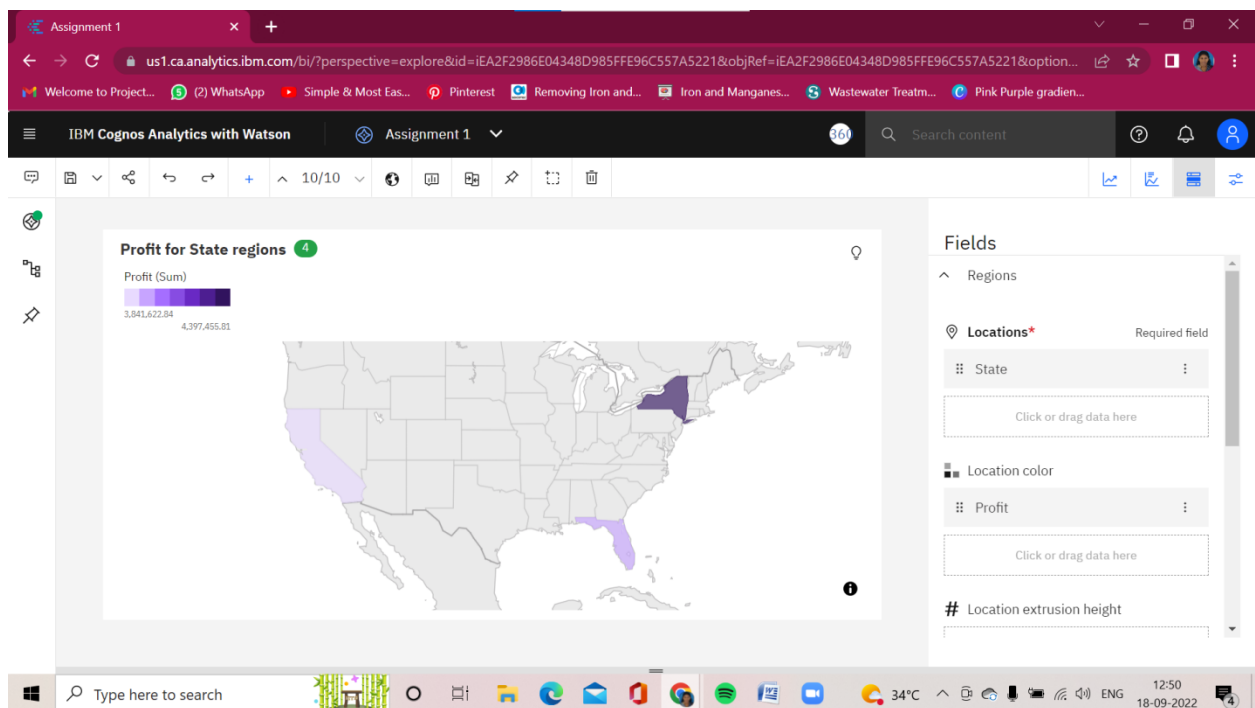 Assignment 1
us1.ca.analytics.ibm.com/bi/?perspective=explore&id=iEA2F2986E04348D985FFE96C557A5221&objRef=iEA2F2986E04348D985FFE96C557A5221&option...
Welcome to Project... (2) WhatsApp Simple & Most Eas... Pinterest Removing Iron and... Iron and Manganes... Wastewater Treatm... Pink Purple gradien...
IBM Cognos Analytics with Watson Assignment 1 360 Search content
10/10
Profit for State regions 4
Profit (Sum)
3,841,622.84
4,397,455.81
Fields
Regions
Locations* Required field
State
Click or drag data here
Location color
Profit
Click or drag data here
# Location extrusion height
Type here to search 34°C ENG 12:50
18-09-2022 4